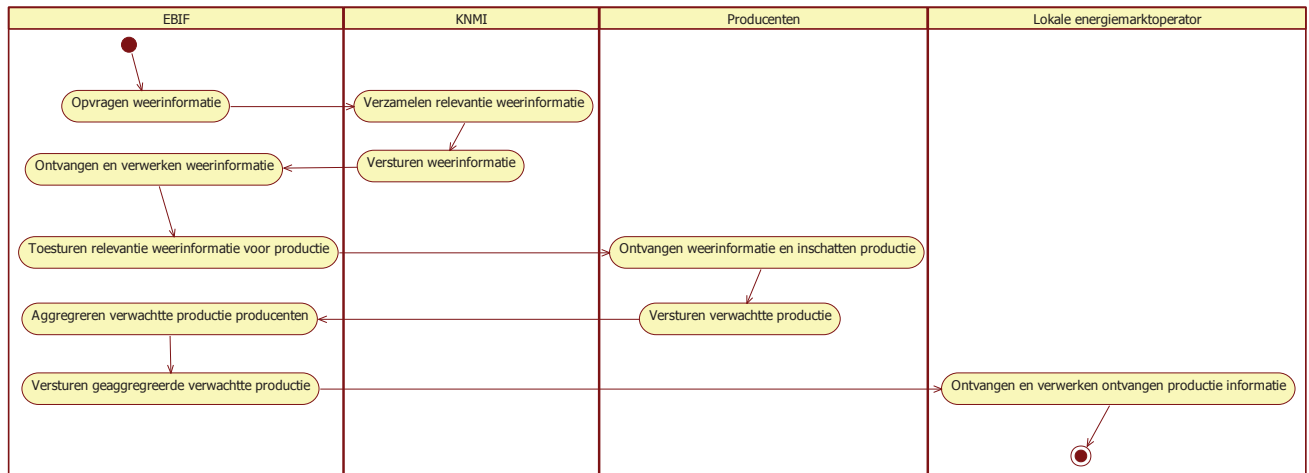 EBIF
KNMI
Producenten
Lokale energiemarktoperator
Opvragen weerinformatie
Verzamelen relevantie weerinformatie
Ontvangen en verwerken weerinformatie
Versturen weerinformatie
Toesturen relevantie weerinformatie voor productie
Ontvangen weerinformatie en inschatten productie
Aggregreren verwachtte productie producenten
Versturen verwachtte productie
Versturen geaggregreerde verwachtte productie
Ontvangen en verwerken ontvangen productie informatie